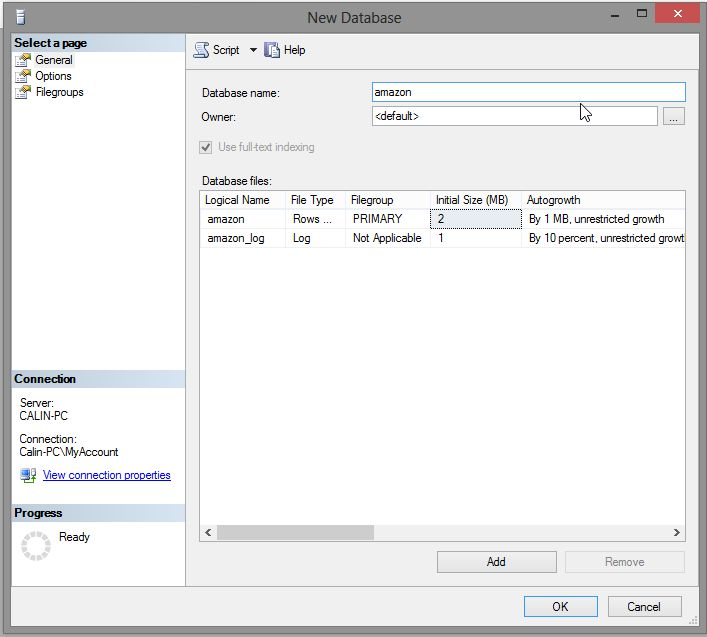 New Database
Select a page
General
Options
Filegroups
Script Help
Database name: amazon
Owner: <default> ...
Use full-text indexing
Database files:
Logical Name File Type Filegroup Initial Size (MB) Autogrowth
amazon Rows ... PRIMARY 2 By 1 MB, unrestricted growth
amazon_log Log Not Applicable 1 By 10 percent, unrestricted growt
Connection
Server:
CALIN-PC
Connection:
Calin-PC\MyAccount
View connection properties
Progress
Ready
Add Remove
OK Cancel